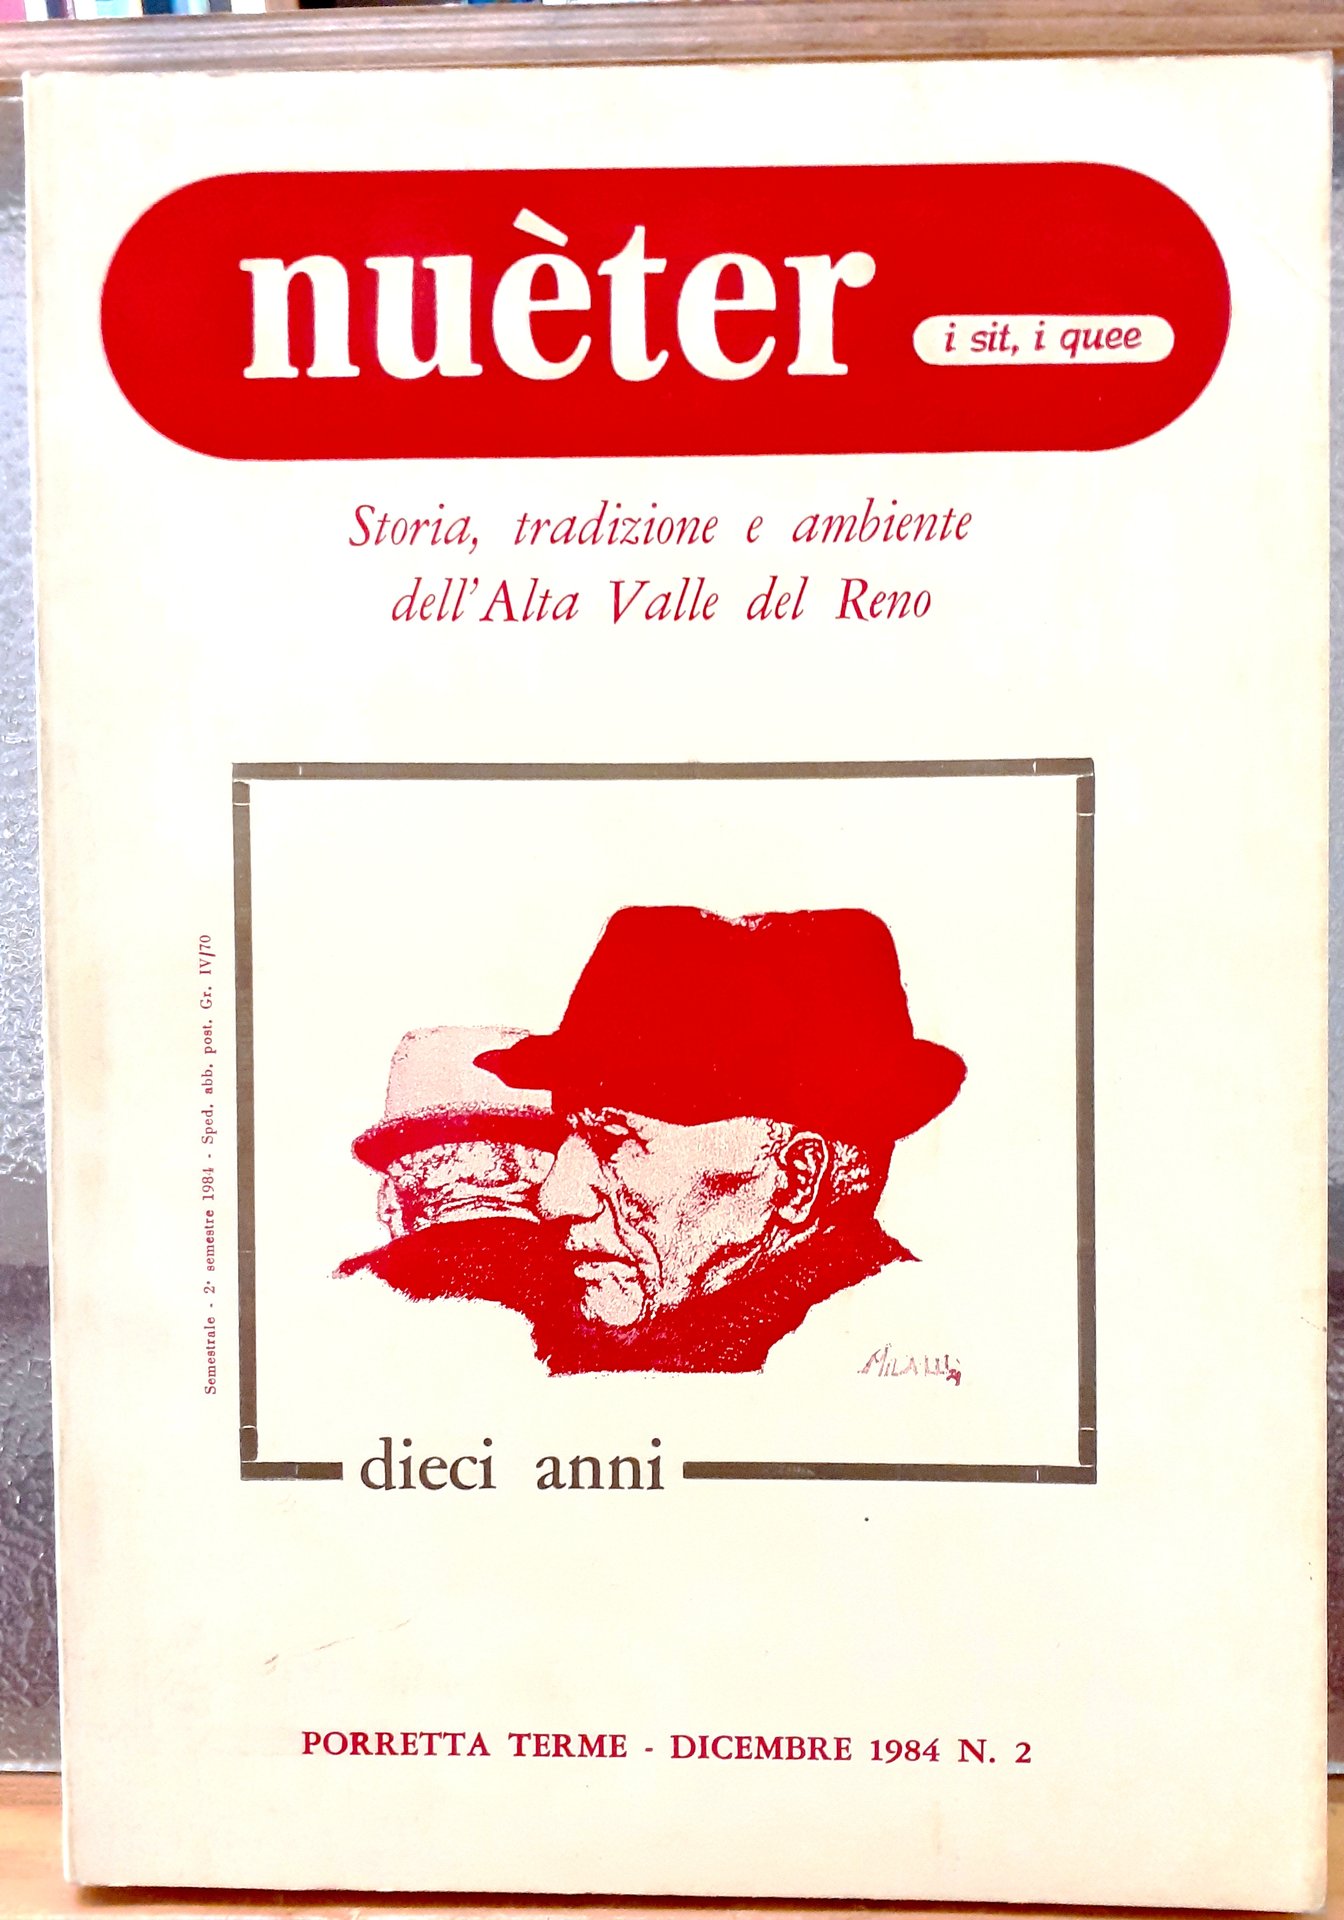 nuèter
i sit, i quee
Storia, tradizione e ambiente
dell'Alta Valle del Reno
Semestrale - 2° semestre 1984 - Sped. abb. post. Gr. IV/70
dieci anni
PORRETTA TERME - DICEMBRE 1984 N. 2